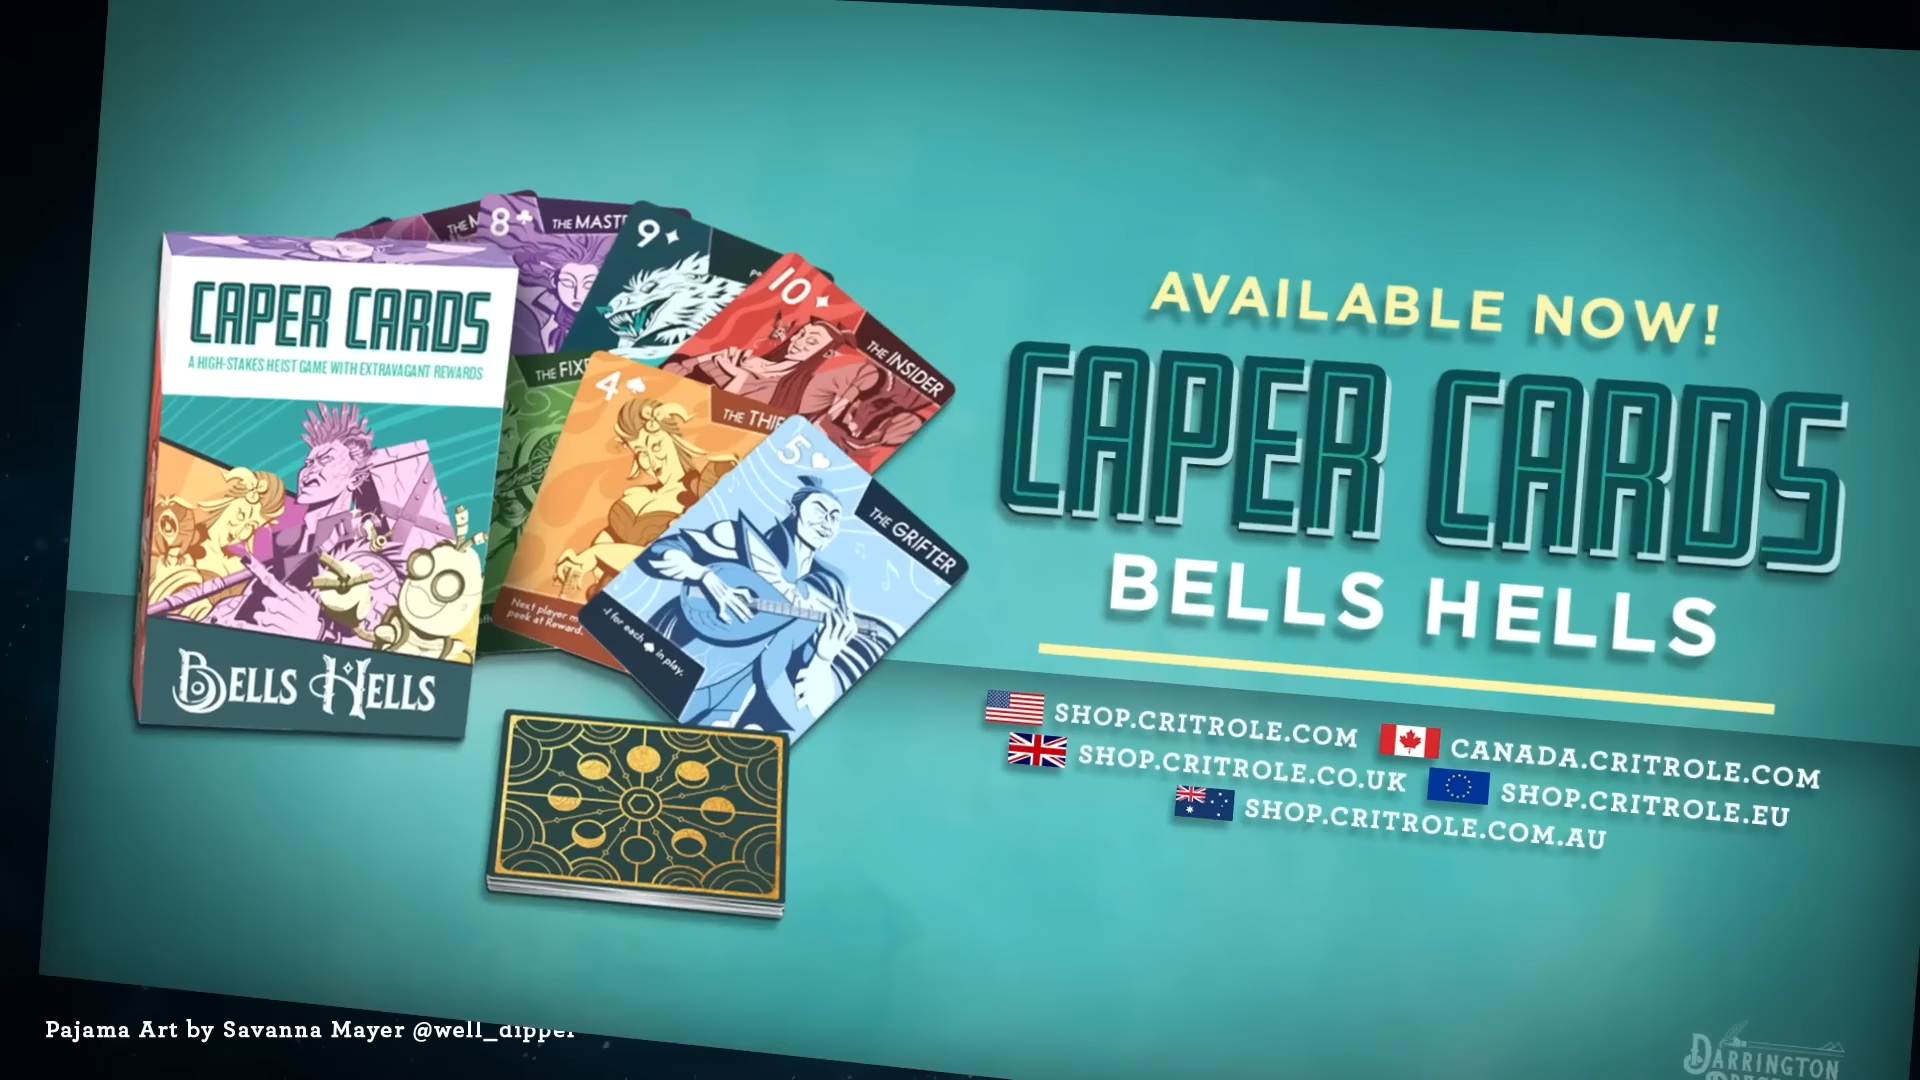 CAPER CARDS
A HIGH-STAKES HEIST GAME WITH EXTRAVAGANT REWARDS
BELLS HELLS
THE
8
THE
9
10
THE INSIDER
THE
4
THE
Next player
peek at Reward.
5
THE GRIFTER
-1 for each ♠ in play.
AVAILABLE NOW!
CAPER CARDS
BELLS HELLS
SHOP.CRITROLE.COM CANADA.CRITROLE.COM
SHOP.CRITROLE.CO.UK SHOP.CRITROLE.EU
SHOP.CRITROLE.COM.AU
Pajama Art by Savanna Mayer @well_dipper
DARRINGTON